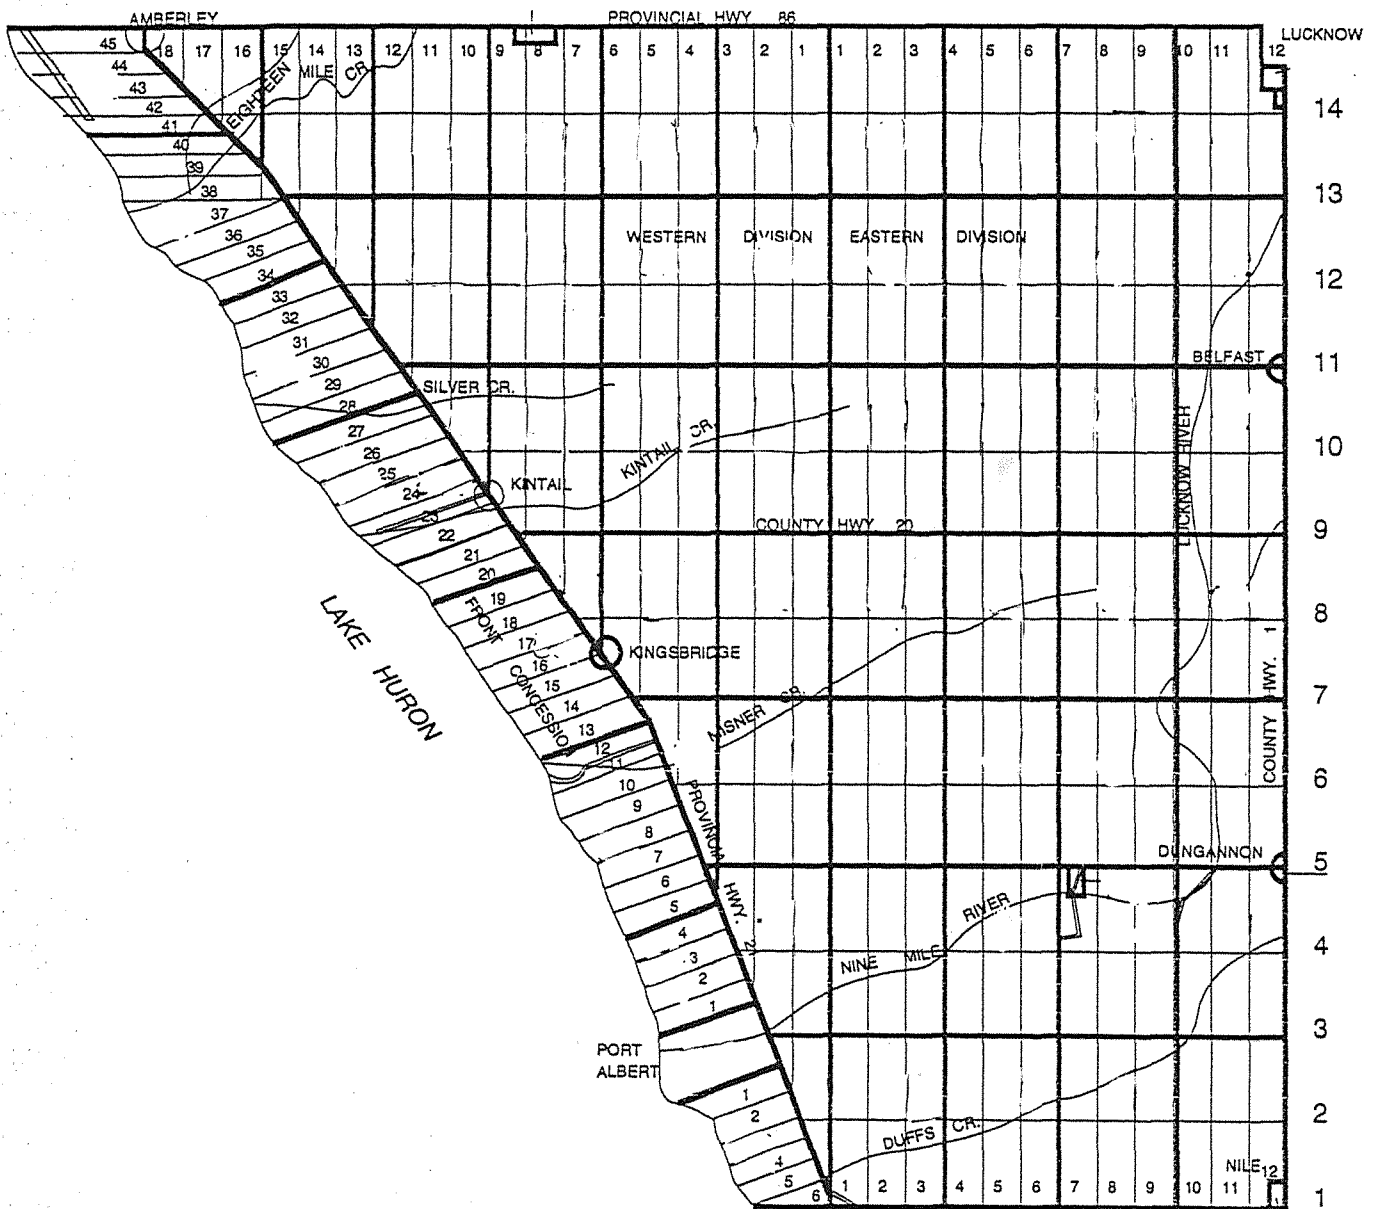 AMBERLEY
PROVINCIAL HWY 86
LUCKNOW
45 18 17 16 15 14 13 12 11 10 9 8 7 6 5 4 3 2 1 1 2 3 4 5 6 7 8 9 10 11 12
44
EIGHTEEN MILE CR.
43
42
14
41
40
39
38
13
37
36
WESTERN DIVISION EASTERN DIVISION
35
34
12
33
32
31
30
BELFAST
11
29
SILVER CR.
28
27
KINTAIL CR.
LUCKNOW RIVER
10
26
25
24
KINTAIL
23
COUNTY HWY 20
9
22
21
20
19
FRONT CONCESSION
LAKE HURON
18
8
17
KINGSBRIDGE
16
15
COUNTY HWY. 1
14
7
AISNER CR.
13
12
11
6
10
PROVINCIAL HWY. 21
9
8
7
DUNGANNON
5
6
5
NINE MILE RIVER
4
4
3
2
1
3
PORT
ALBERT
1
2
2
DUFFS CR.
4
NILE
5
6 1 2 3 4 5 6 7 8 9 10 11 12
1